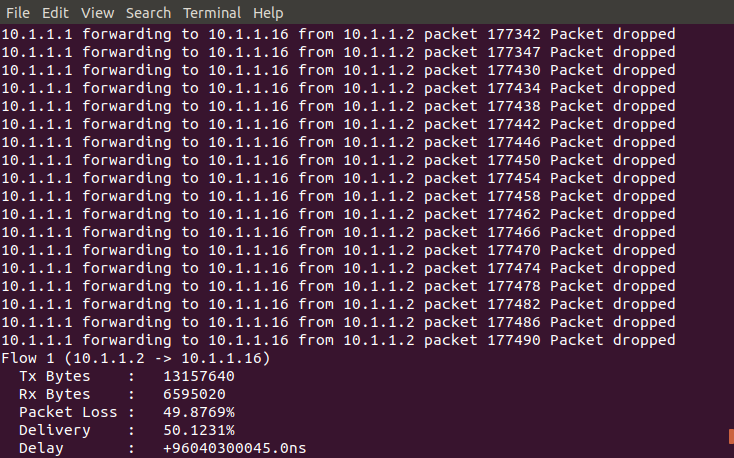 File Edit View Search Terminal Help
10.1.1.1 forwarding to 10.1.1.16 from 10.1.1.2 packet 177342 Packet dropped
10.1.1.1 forwarding to 10.1.1.16 from 10.1.1.2 packet 177347 Packet dropped
10.1.1.1 forwarding to 10.1.1.16 from 10.1.1.2 packet 177430 Packet dropped
10.1.1.1 forwarding to 10.1.1.16 from 10.1.1.2 packet 177434 Packet dropped
10.1.1.1 forwarding to 10.1.1.16 from 10.1.1.2 packet 177438 Packet dropped
10.1.1.1 forwarding to 10.1.1.16 from 10.1.1.2 packet 177442 Packet dropped
10.1.1.1 forwarding to 10.1.1.16 from 10.1.1.2 packet 177446 Packet dropped
10.1.1.1 forwarding to 10.1.1.16 from 10.1.1.2 packet 177450 Packet dropped
10.1.1.1 forwarding to 10.1.1.16 from 10.1.1.2 packet 177454 Packet dropped
10.1.1.1 forwarding to 10.1.1.16 from 10.1.1.2 packet 177458 Packet dropped
10.1.1.1 forwarding to 10.1.1.16 from 10.1.1.2 packet 177462 Packet dropped
10.1.1.1 forwarding to 10.1.1.16 from 10.1.1.2 packet 177466 Packet dropped
10.1.1.1 forwarding to 10.1.1.16 from 10.1.1.2 packet 177470 Packet dropped
10.1.1.1 forwarding to 10.1.1.16 from 10.1.1.2 packet 177474 Packet dropped
10.1.1.1 forwarding to 10.1.1.16 from 10.1.1.2 packet 177478 Packet dropped
10.1.1.1 forwarding to 10.1.1.16 from 10.1.1.2 packet 177482 Packet dropped
10.1.1.1 forwarding to 10.1.1.16 from 10.1.1.2 packet 177486 Packet dropped
10.1.1.1 forwarding to 10.1.1.16 from 10.1.1.2 packet 177490 Packet dropped
Flow 1 (10.1.1.2 -> 10.1.1.16)
  Tx Bytes    :   13157640
  Rx Bytes    :   6595020
  Packet Loss :   49.8769%
  Delivery    :   50.1231%
  Delay       :   +96040300045.0ns